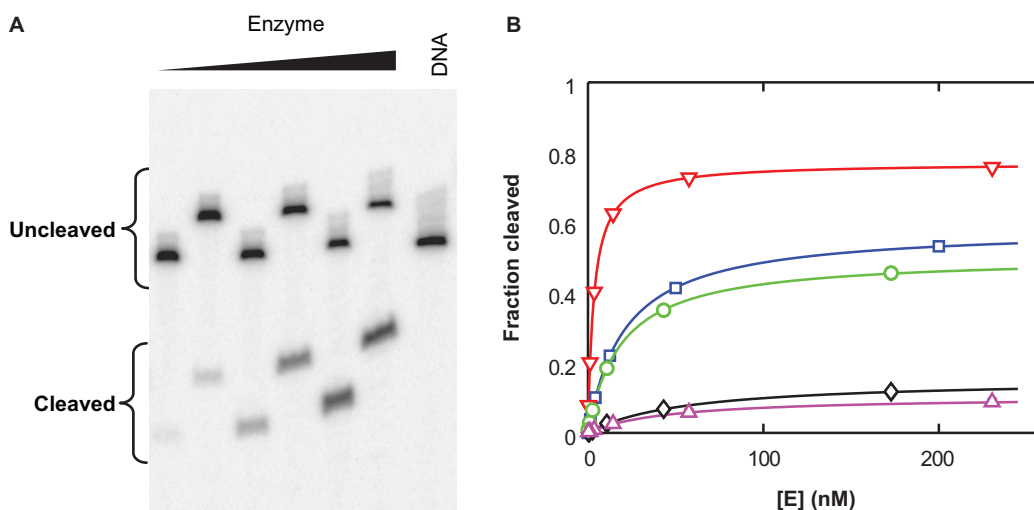 A
Enzyme
DNA
Uncleaved
Cleaved
B
1
0.8
0.6
0.4
0.2
0
Fraction cleaved
0
100
200
[E] (nM)